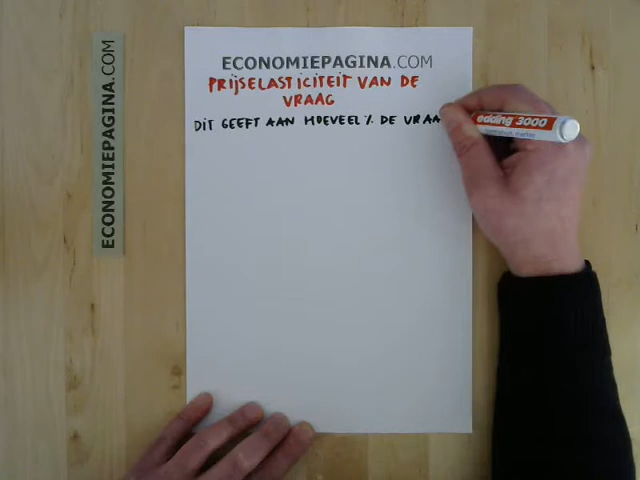 ECONOMIEPAGINA.COM
PRIJSELASTICITEIT VAN DE
VRAAG
DIT GEEFT AAN HOEVEEL % DE VRAA
ECONOMIEPAGINA.COM
edding 3000